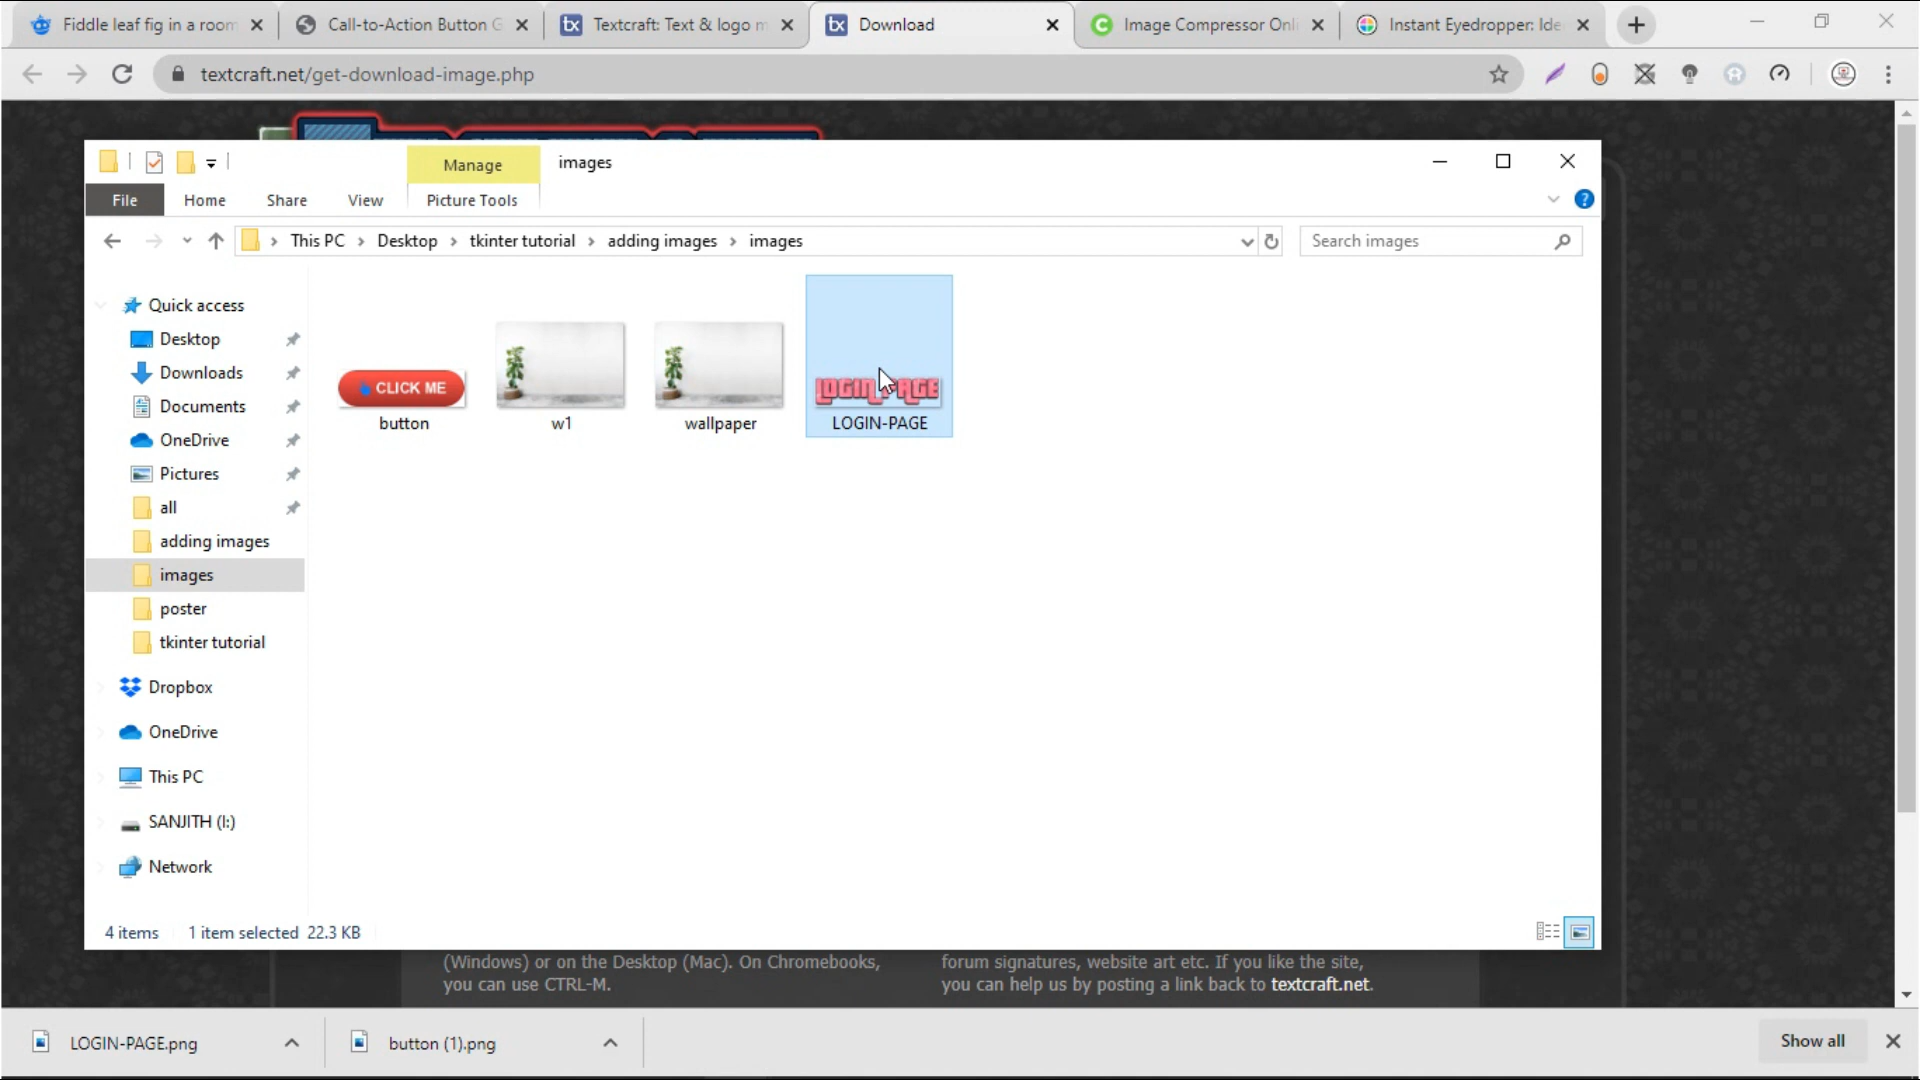 Fiddle leaf fig in a room
Call-to-Action Button G
Textcraft: Text & logo m
Download
Image Compressor Onli
Instant Eyedropper: Ide
textcraft.net/get-download-image.php
Manage
images
File
Home
Share
View
Picture Tools
This PC
Desktop
tkinter tutorial
adding images
images
Search images
Quick access
Desktop
Downloads
Documents
OneDrive
Pictures
all
adding images
images
poster
tkinter tutorial
Dropbox
OneDrive
This PC
SANJITH (I:)
Network
CLICK ME
button
w1
wallpaper
LOGIN-PAGE
LOGIN-PAGE
4 items
1 item selected 22.3 KB
(Windows) or on the Desktop (Mac). On Chromebooks,
you can use CTRL-M.
forum signatures, website art etc. If you like the site,
you can help us by posting a link back to textcraft.net.
LOGIN-PAGE.png
button (1).png
Show all